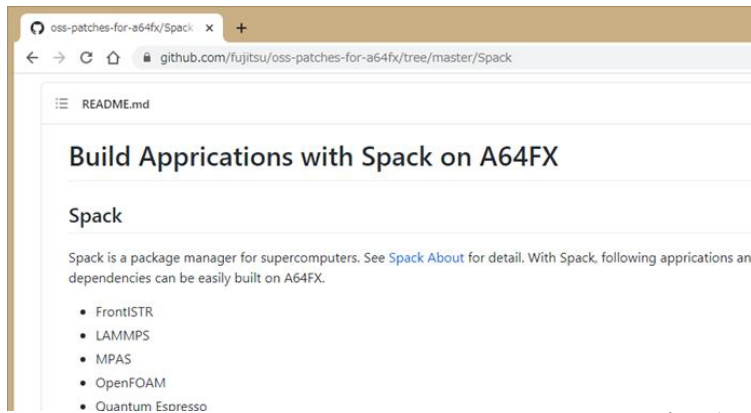 oss-patches-for-a64fx/Spack
github.com/fujitsu/oss-patches-for-a64fx/tree/master/Spack
README.md
Build Apprications with Spack on A64FX
Spack
Spack is a package manager for supercomputers. See Spack About for detail. With Spack, following apprications an
dependencies can be easily built on A64FX.
FrontISTR
LAMMPS
MPAS
OpenFOAM
Quantum Espresso